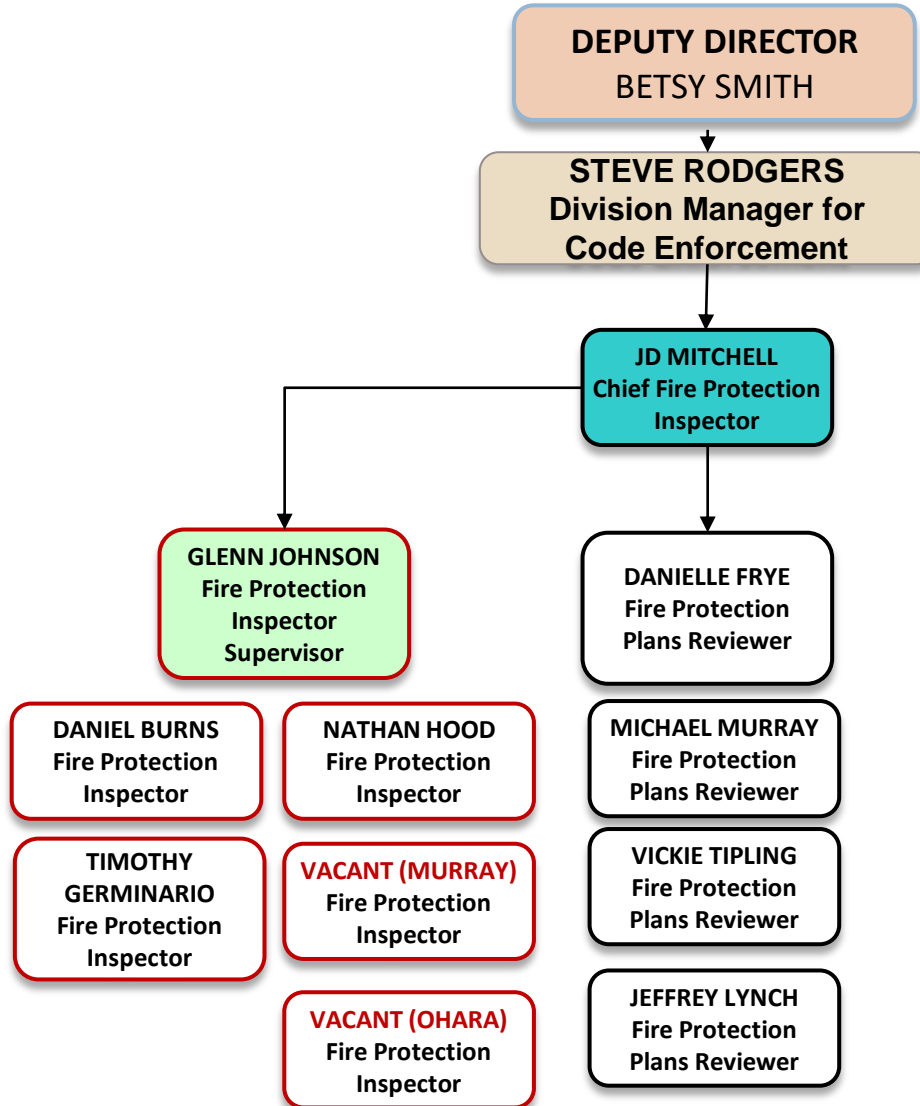 DEPUTY DIRECTOR
BETSY SMITH
STEVE RODGERS
Division Manager for
Code Enforcement
JD MITCHELL
Chief Fire Protection
Inspector
GLENN JOHNSON
Fire Protection
Inspector
Supervisor
DANIELLE FRYE
Fire Protection
Plans Reviewer
DANIEL BURNS
Fire Protection
Inspector
NATHAN HOOD
Fire Protection
Inspector
MICHAEL MURRAY
Fire Protection
Plans Reviewer
TIMOTHY
GERMINARIO
Fire Protection
Inspector
VACANT (MURRAY)
Fire Protection
Inspector
VICKIE TIPLING
Fire Protection
Plans Reviewer
VACANT (OHARA)
Fire Protection
Inspector
JEFFREY LYNCH
Fire Protection
Plans Reviewer